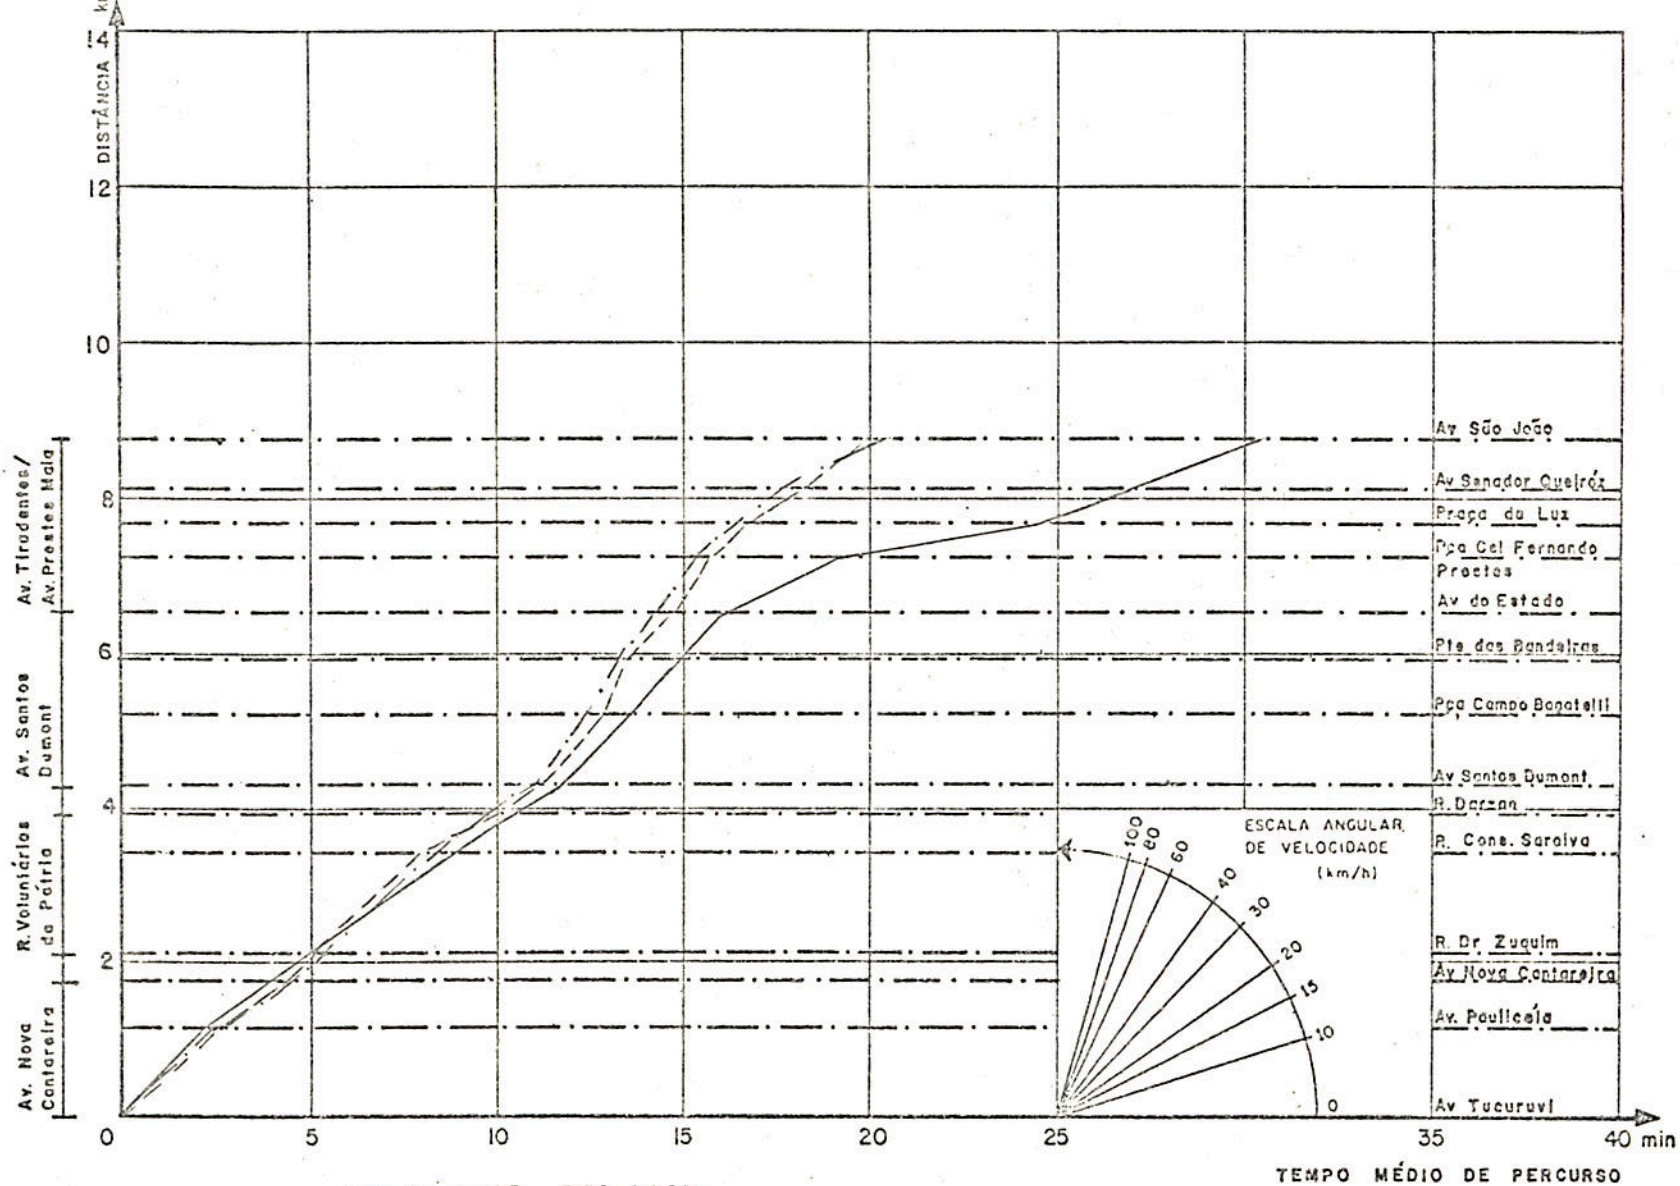 km
DISTÂNCIA
14
12
10
8
6
4
2
Av. Tiradentes/
Av. Prestes Maia
Av. Santos
Dumont
R. Voluntários
da Pátria
Av. Nova
Cantareira
Av São João
Av Senador Queiróz
Praça da Luz
Pça Cel Fernando
Prestes
Av do Estado
Pte das Bandeiras
Pça Campo Bagatelli
Av Santos Dumont
R. Darzan
R. Cons. Saraiva
R. Dr Zuquim
Av Nova Cantareira
Av. Paulicéia
Av Tucuruvi
ESCALA ANGULAR
DE VELOCIDADE
(km/h)
100
80
60
40
30
20
15
10
0
0 5 10 15 20 25 35 40 min
TEMPO MÉDIO DE PERCURSO